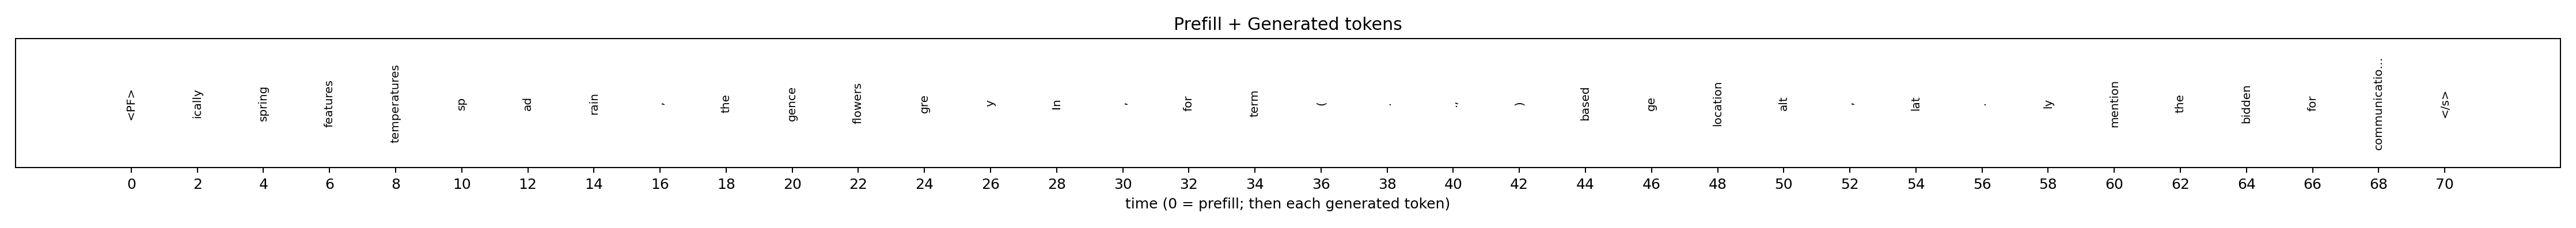 Prefill + Generated tokens
<PF> ically spring features temperatures sp ad rain , the gence flowers gre y In , for term ( . ., ) based ge location alt , lat . ly mention the bidden for communicatio... </s>
0 2 4 6 8 10 12 14 16 18 20 22 24 26 28 30 32 34 36 38 40 42 44 46 48 50 52 54 56 58 60 62 64 66 68 70
time (0 = prefill; then each generated token)